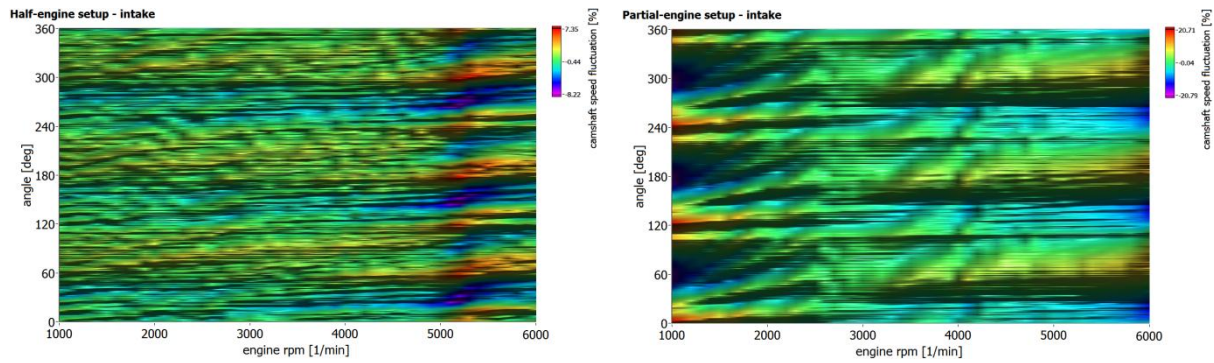 Half-engine setup - intake
360
300
240
180
120
60
0
angle [deg]
1000 2000 3000 4000 5000 6000
engine rpm [1/min]
7.35
-0.44
-8.22
camshaft speed fluctuation [%]
Partial-engine setup - intake
360
300
240
180
120
60
0
angle [deg]
1000 2000 3000 4000 5000 6000
engine rpm [1/min]
20.71
-0.04
-20.79
camshaft speed fluctuation [%]